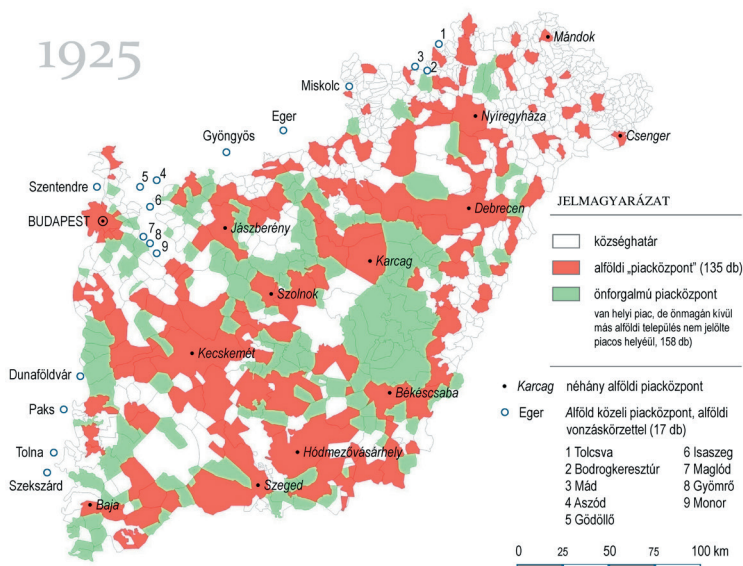 1925
1
3
2
Mándok
Miskolc
Nyíregyháza
Eger
Csenger
Gyöngyös
5
4
Szentendre
6
BUDAPEST
7
8
9
Jászberény
Debrecen
Karcag
Szolnok
Kecskemét
Dunaföldvár
Békéscsaba
Paks
Tolna
Hódmezővásárhely
Szekszárd
Szeged
Baja
JELMAGYARÁZAT
községhatár
alföldi „piacközpont” (135 db)
önforgalmú piacközpont
van helyi piac, de önmagán kívül
más alföldi település nem jelölte
piacos helyéül, 158 db)
Karcag néhány alföldi piacközpont
Eger Alföld közeli piacközpont, alföldi
vonzáskörzettel (17 db)
1 Tolcsva
2 Bodrogkeresztúr
3 Mád
4 Aszód
5 Gödöllő
6 Isaszeg
7 Maglód
8 Gyömrő
9 Monor
0 25 50 75 100 km